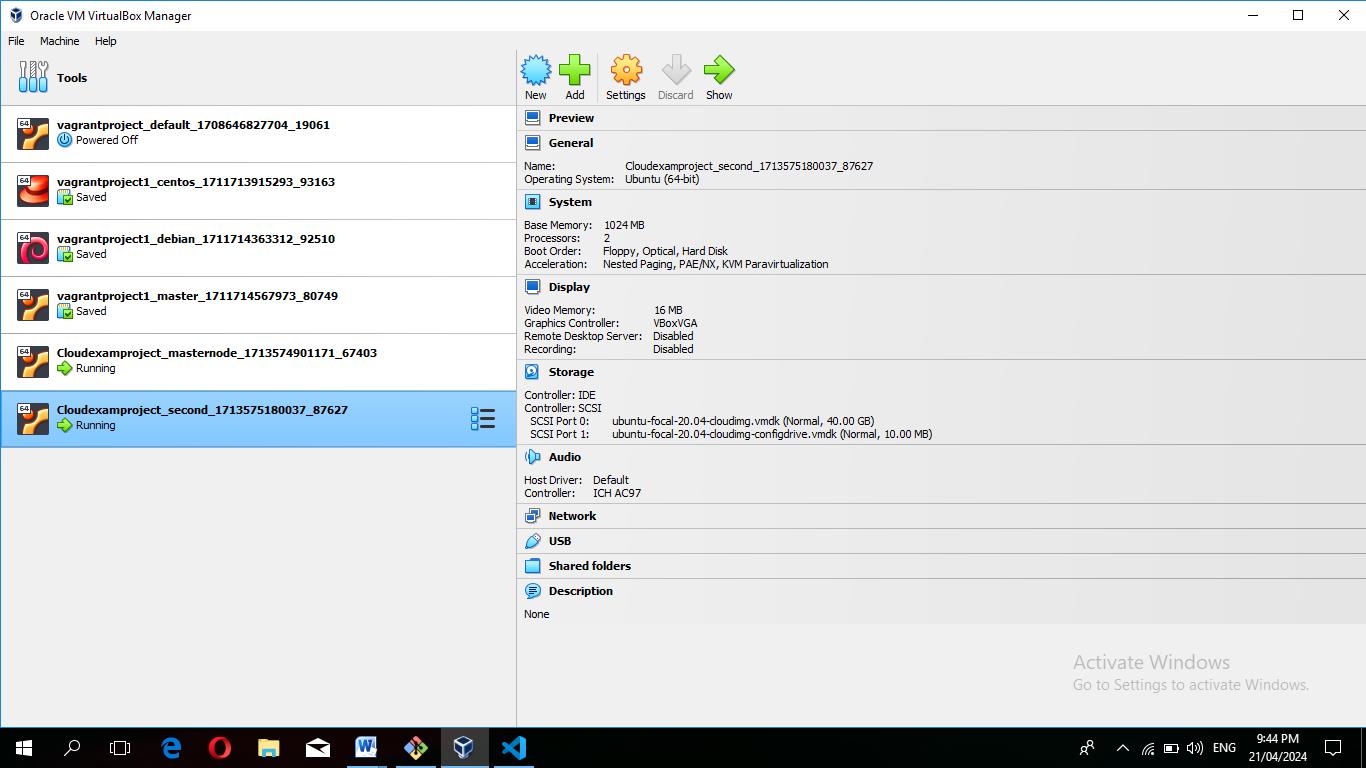 Oracle VM VirtualBox Manager
File Machine Help
Tools
New Add Settings Discard Show
64
vagrantproject_default_1708646827704_19061
Powered Off
64
vagrantproject1_centos_1711713915293_93163
Saved
64
vagrantproject1_debian_1711714363312_92510
Saved
64
vagrantproject1_master_1711714567973_80749
Saved
64
Cloudexamproject_masternode_1713574901171_67403
Running
64
Cloudexamproject_second_1713575180037_87627
Running
Preview
General
Name: Cloudexamproject_second_1713575180037_87627
Operating System: Ubuntu (64-bit)
System
Base Memory: 1024 MB
Processors: 2
Boot Order: Floppy, Optical, Hard Disk
Acceleration: Nested Paging, PAE/NX, KVM Paravirtualization
Display
Video Memory: 16 MB
Graphics Controller: VBoxVGA
Remote Desktop Server: Disabled
Recording: Disabled
Storage
Controller: IDE
Controller: SCSI
SCSI Port 0: ubuntu-focal-20.04-cloudimg.vmdk (Normal, 40.00 GB)
SCSI Port 1: ubuntu-focal-20.04-cloudimg-configdrive.vmdk (Normal, 10.00 MB)
Audio
Host Driver: Default
Controller: ICH AC97
Network
USB
Shared folders
Description
None
Activate Windows
Go to Settings to activate Windows.
ENG
9:44 PM
21/04/2024